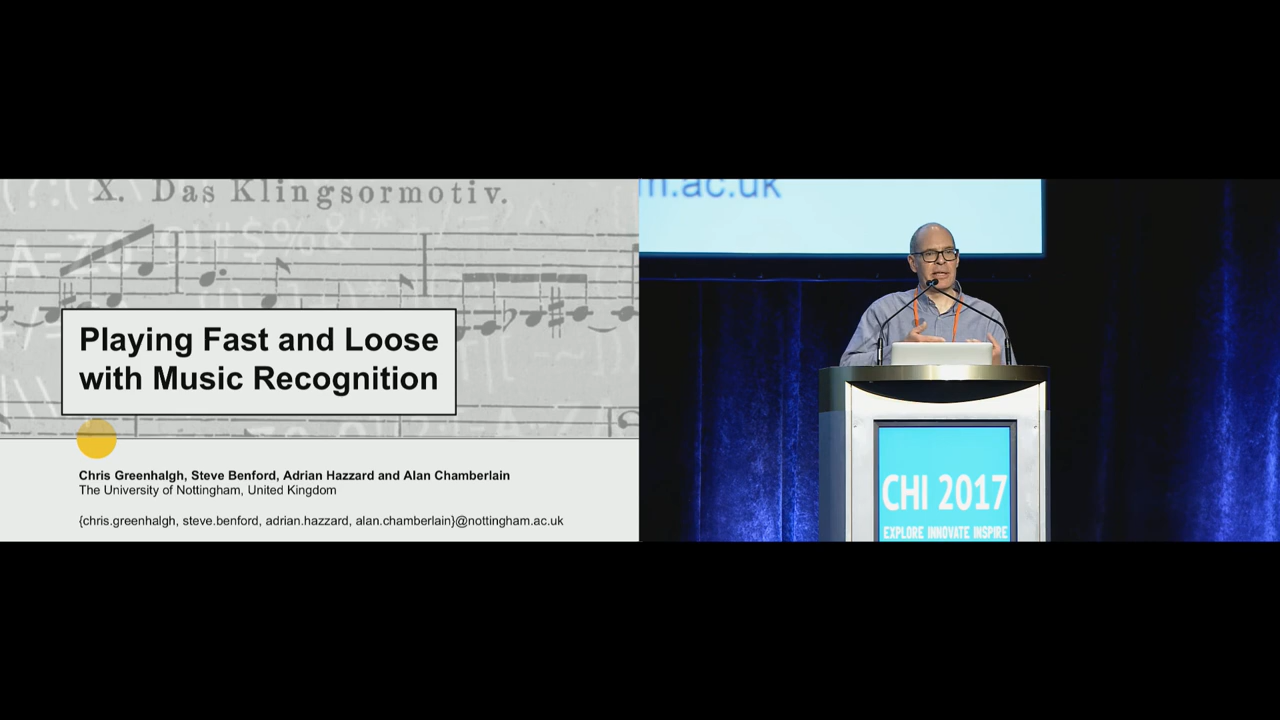 X. Das Klingsormotiv.
Playing Fast and Loose
with Music Recognition
Chris Greenhalgh, Steve Benford, Adrian Hazzard and Alan Chamberlain
The University of Nottingham, United Kingdom
{chris.greenhalgh, steve.benford, adrian.hazzard, alan.chamberlain}@nottingham.ac.uk
m.ac.uk
CHI 2017
EXPLORE INNOVATE INSPIRE